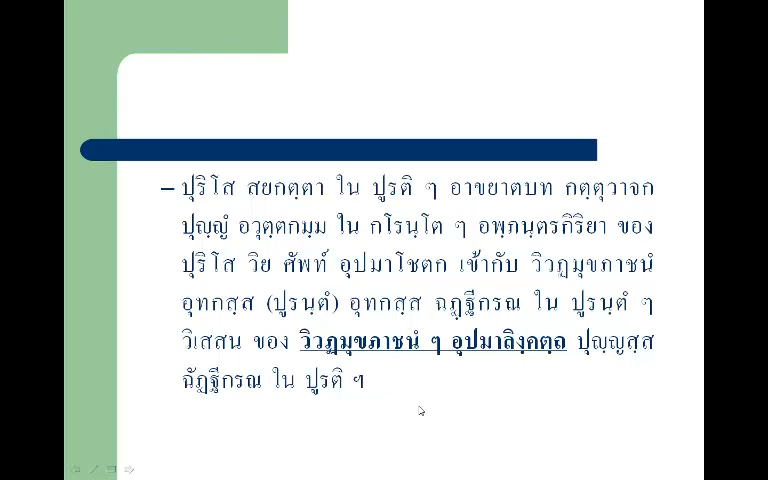 – ปุริโส สยกตฺตา ใน ปูรติ ๆ อาขยาตบท กตฺตุวาจก
ปุญฺญํ อวุตฺตกมฺม ใน กโรนฺโต ๆ อพฺภนฺตรกิริยา ของ
ปุริโส วิย ศัพท์ อุปมาโชตก เข้ากับ วิวฏมุขภาชนํ
อุทกสฺส (ปูรนฺตํ) อุทกสฺส ฉฏฺฐีกรณ ใน ปูรนฺตํ ๆ
วิเสสน ของ วิวฏมุขภาชนํ ๆ อุปมาลิงฺคตฺถ ปุญฺญสฺส
ฉัฏฺฐีกรณ ใน ปูรติ ฯ